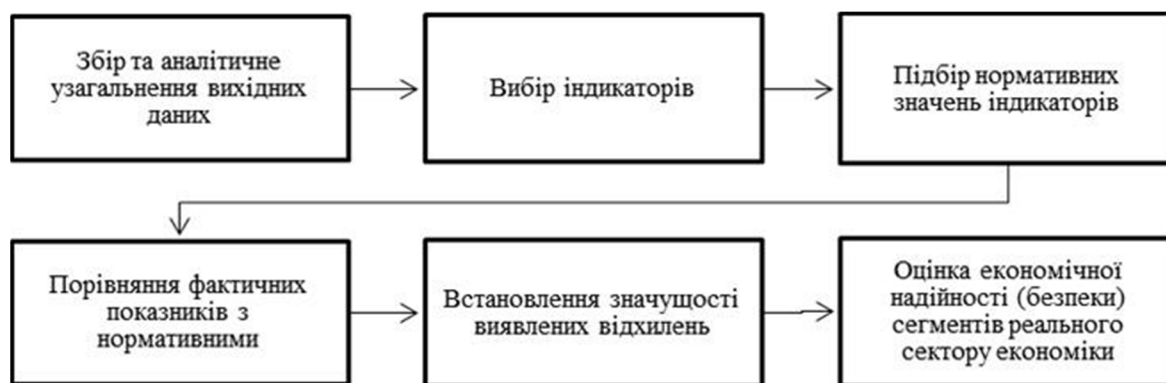 Збір та аналітичне
узагальнення вихідних
даних
Вибір індикаторів
Підбір нормативних
значень індикаторів
Порівняння фактичних
показників з
нормативними
Встановлення значущості
виявлених відхилень
Оцінка економічної
надійності (безпеки)
сегментів реального
сектору економіки